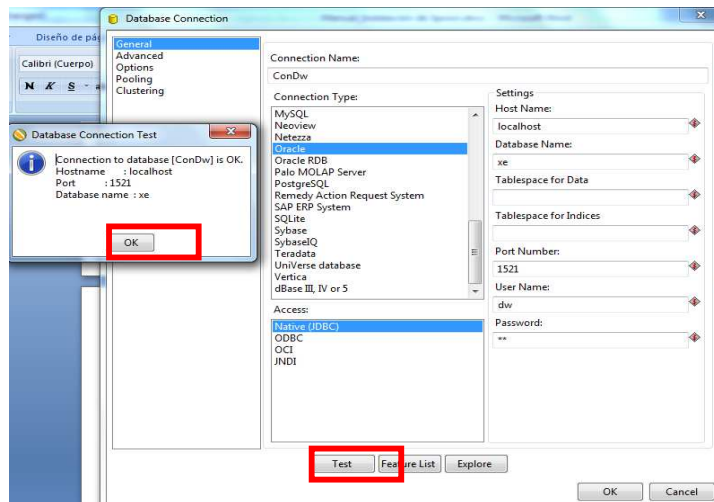 Database Connection
Diseño de pá
Calibri (Cuerpo)
N K S
General
Advanced
Options
Pooling
Clustering
Connection Name:
ConDw
Connection Type:
MySQL
Neoview
Netezza
Oracle
Oracle RDB
Palo MOLAP Server
PostgreSQL
Remedy Action Request System
SAP ERP System
SQLite
Sybase
SybaseIQ
Teradata
UniVerse database
Vertica
dBase III, IV or 5
Access:
Native (JDBC)
ODBC
OCI
JNDI
Settings
Host Name:
localhost
Database Name:
xe
Tablespace for Data
Tablespace for Indices
Port Number:
1521
User Name:
dw
Password:
**
Database Connection Test
Connection to database [ConDw] is OK.
Hostname : localhost
Port : 1521
Database name : xe
OK
Test
Feature List
Explore
OK
Cancel